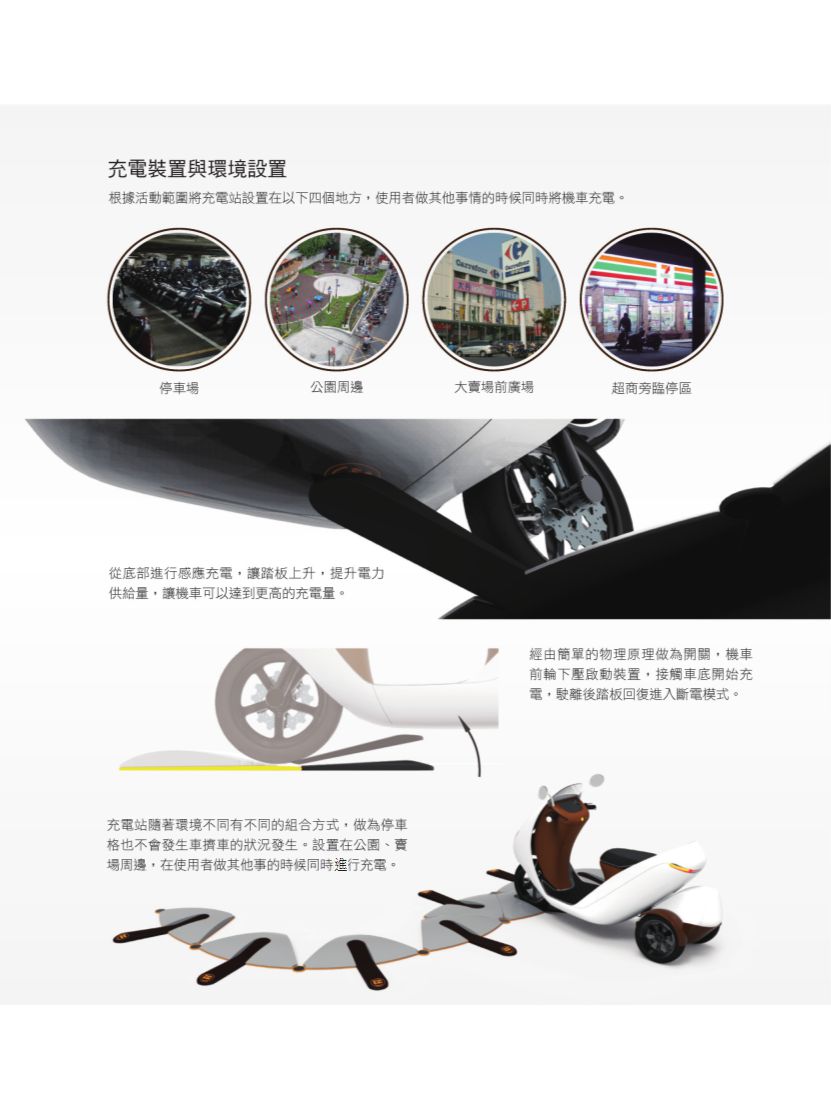 充電裝置與環境設置
根據活動範圍將充電站設置在以下四個地方，使用者做其他事情的時候同時將機車充電。
Carrefour
Carrefour
P
7
停車場
公園周邊
大賣場前廣場
超商旁臨停區
從底部進行感應充電，讓踏板上升，提升電力
供給量，讓機車可以達到更高的充電量。
經由簡單的物理原理做為開關，機車
前輪下壓啟動裝置，接觸車底開始充
電，駛離後踏板回復進入斷電模式。
充電站隨著環境不同有不同的組合方式，做為停車
格也不會發生車擠車的狀況發生。設置在公園、賣
場周邊，在使用者做其他事的時候同時進行充電。